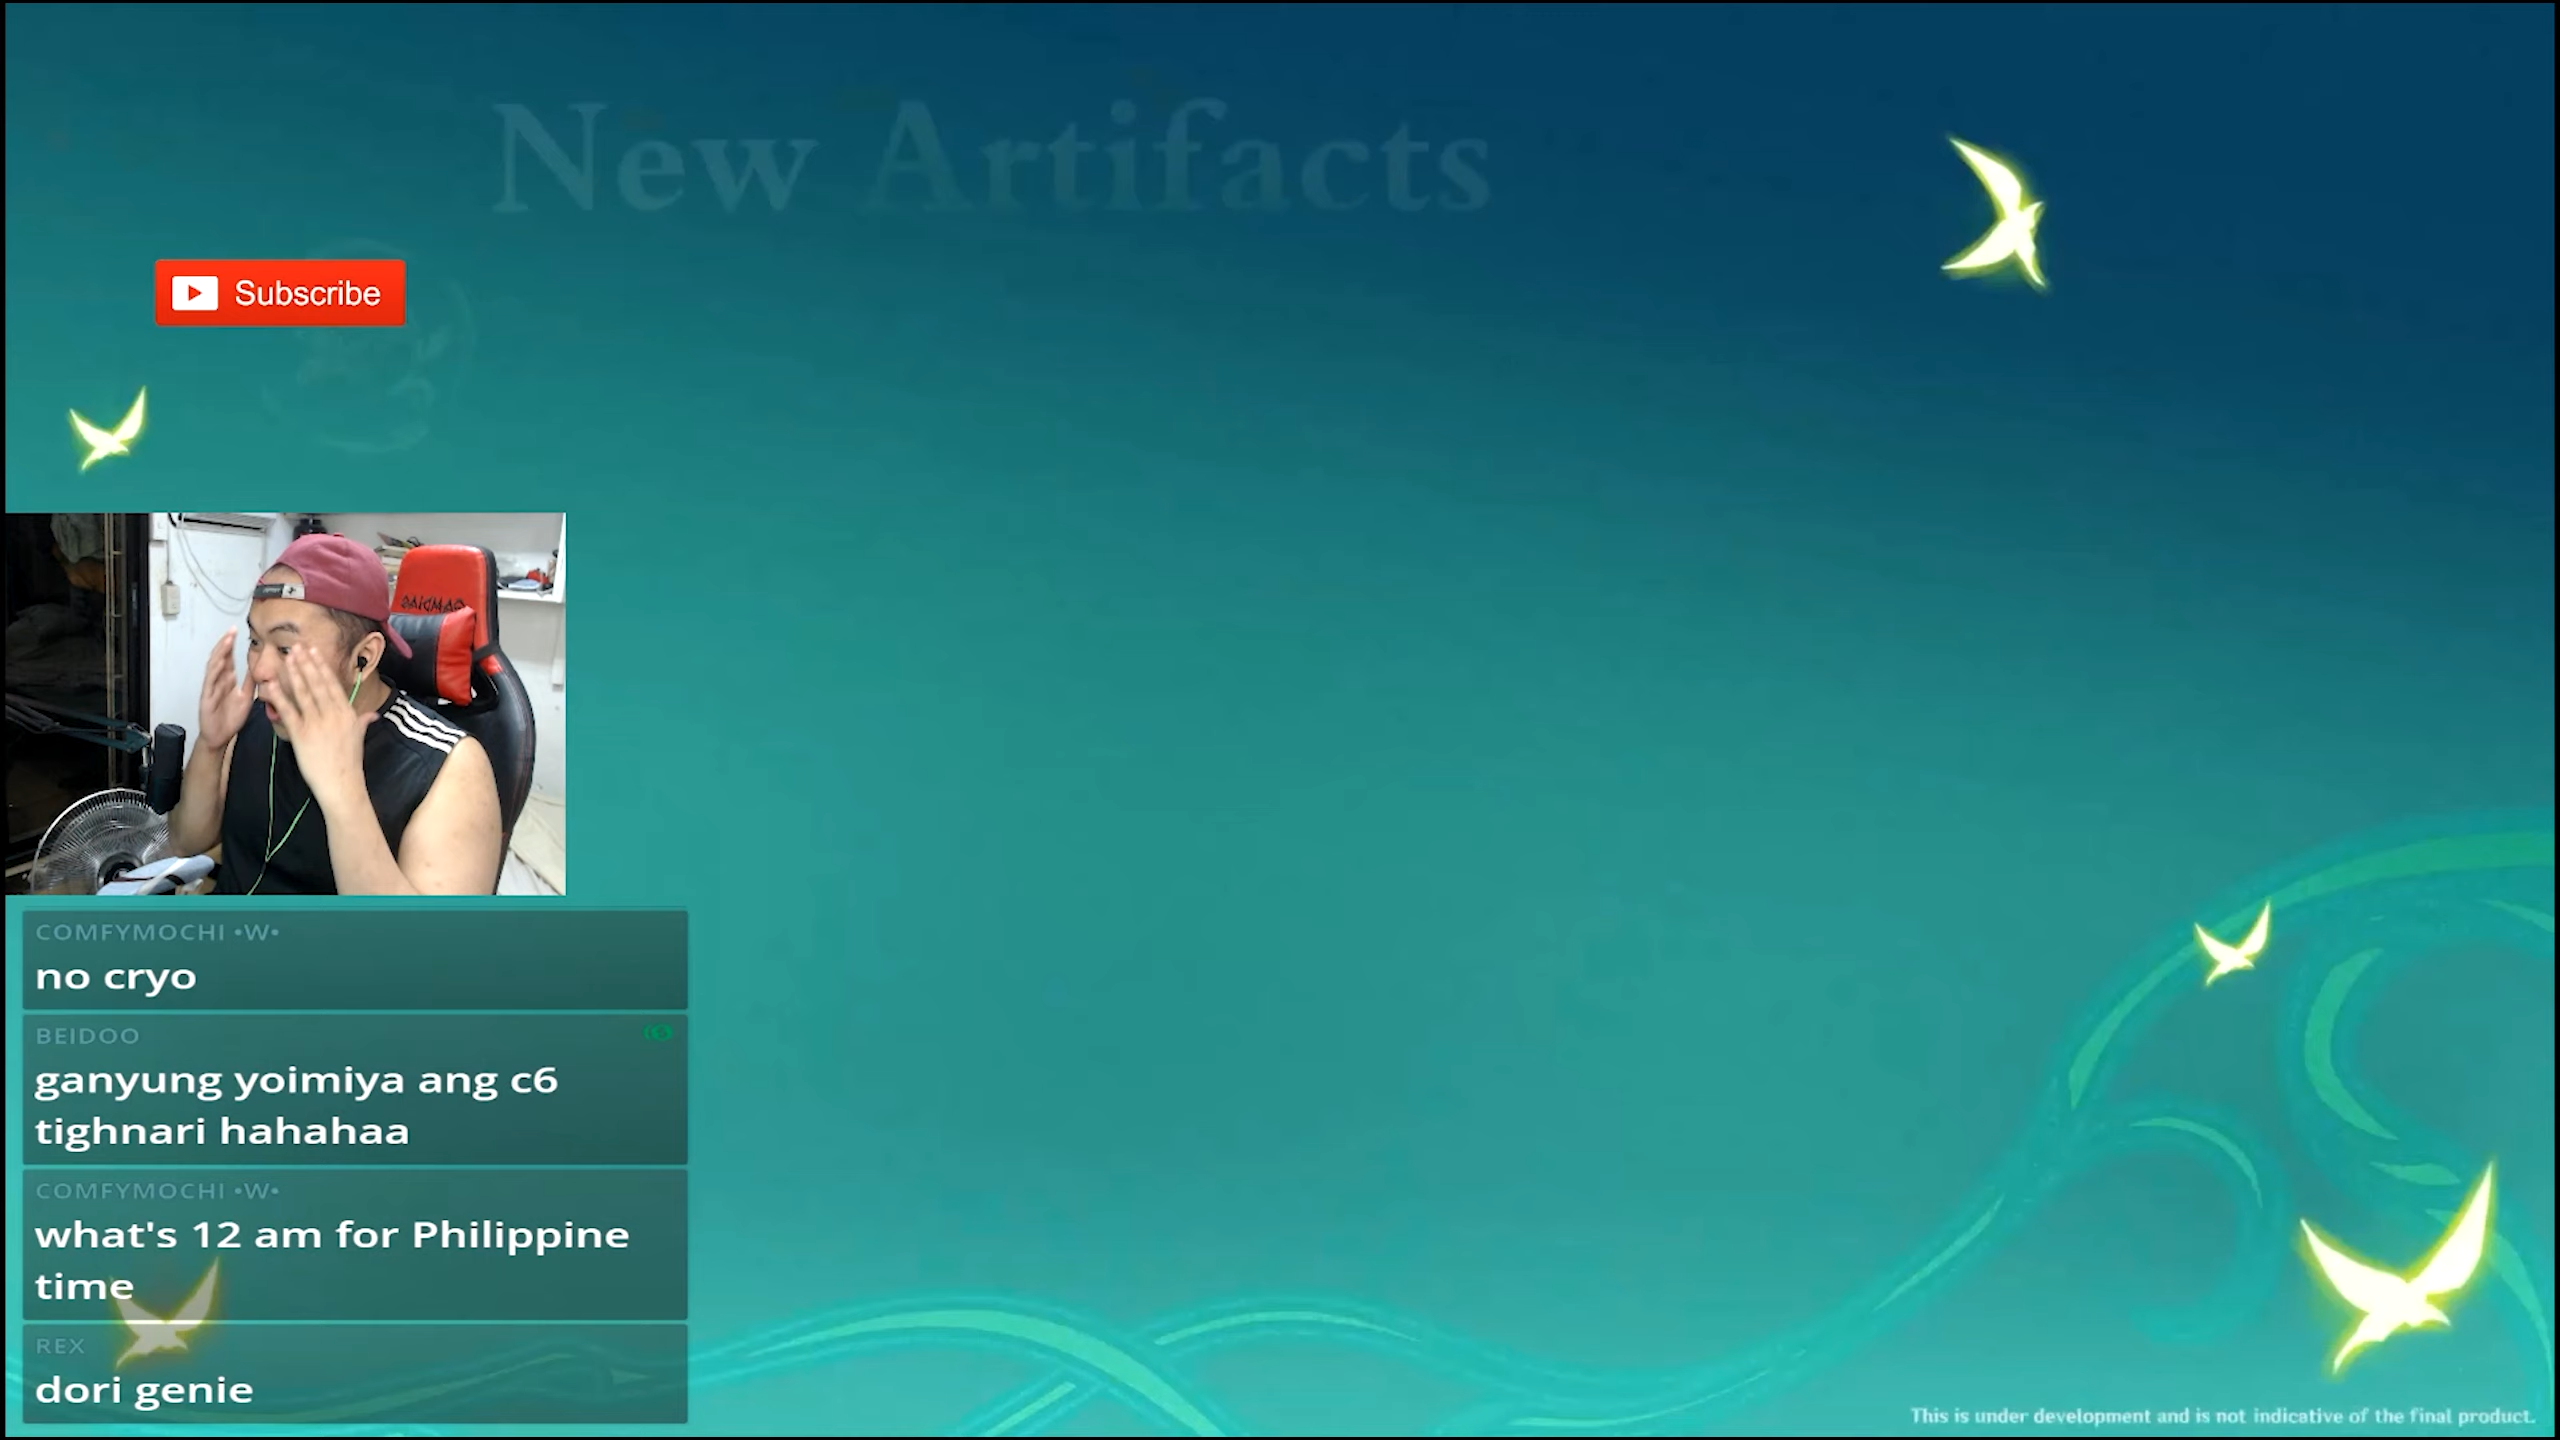 New Artifacts
Subscribe
COMFYMOCHI •W•
no cryo
BEIDOO
ganyung yoimiya ang c6
tighnari hahahaa
COMFYMOCHI •W•
what's 12 am for Philippine
time
REX
dori genie
This is under development and is not indicative of the final product.